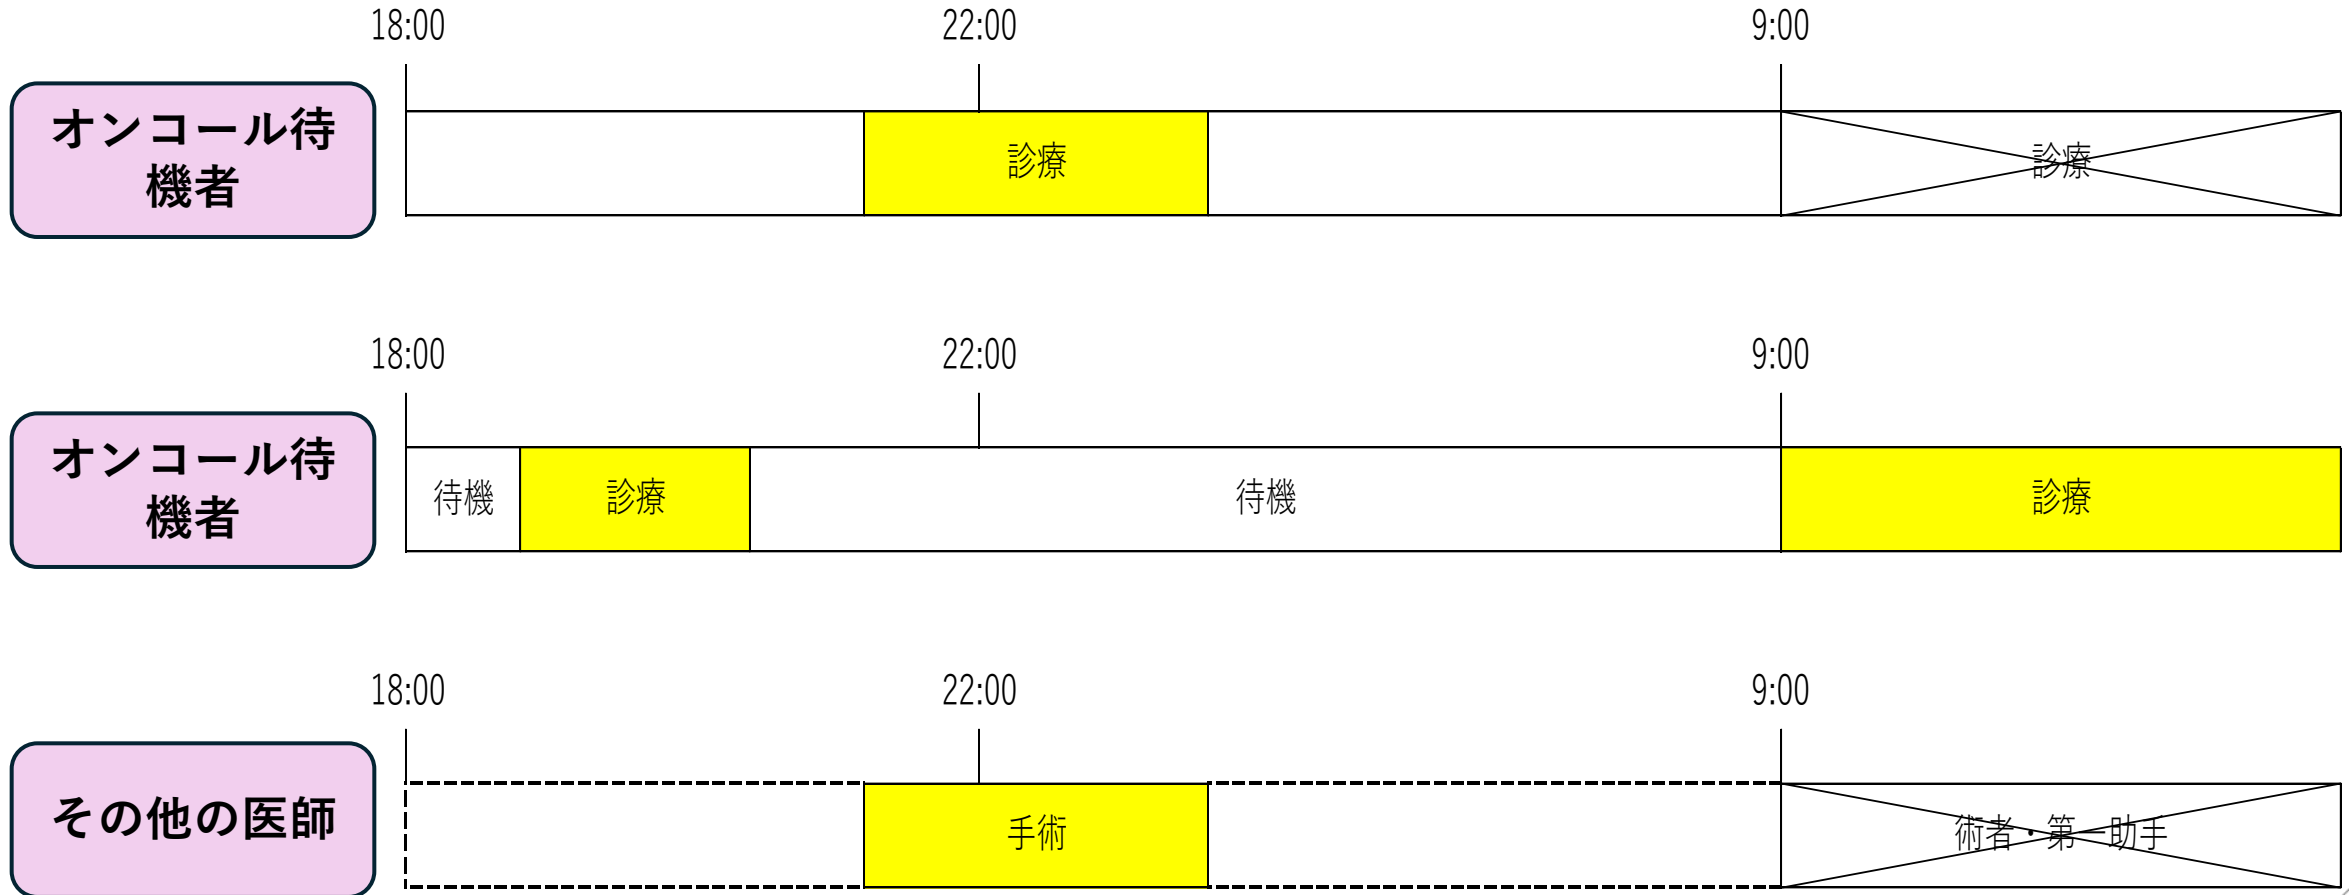 18:00 22:00 9:00
オンコール待
機者
診療 診療
18:00 22:00 9:00
オンコール待
機者
待機 診療 待機 診療
18:00 22:00 9:00
その他の医師
手術 術者・第一助手